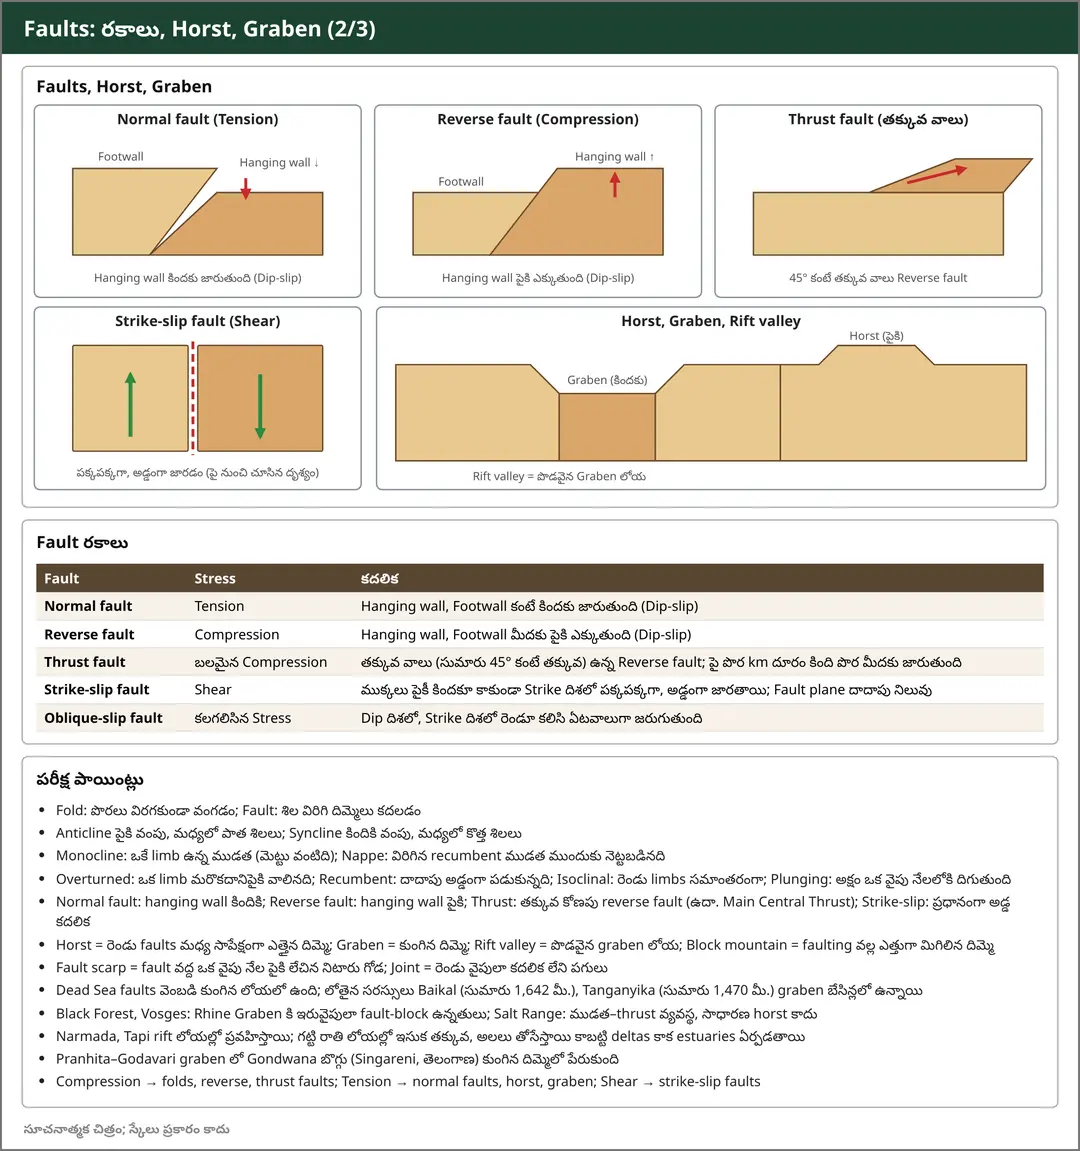 Faults: రకాలు, Horst, Graben (2/3)
Faults, Horst, Graben
Normal fault (Tension)
Footwall
Hanging wall ↓
Hanging wall కిందకు జారుతుంది (Dip-slip)
Reverse fault (Compression)
Hanging wall ↑
Footwall
Hanging wall పైకి ఎక్కుతుంది (Dip-slip)
Thrust fault (తక్కువ వాలు)
45° కంటే తక్కువ వాలు Reverse fault
Strike-slip fault (Shear)
పక్కపక్కగా, అడ్డంగా జారడం (పై నుంచి చూసిన దృశ్యం)
Horst, Graben, Rift valley
Horst (పైకి)
Graben (కిందకు)
Rift valley = పొడవైన Graben లోయ
Fault రకాలు
Fault Stress కదలిక
Normal fault Tension Hanging wall, Footwall కంటే కిందకు జారుతుంది (Dip-slip)
Reverse fault Compression Hanging wall, Footwall మీదకు పైకి ఎక్కుతుంది (Dip-slip)
Thrust fault బలమైన Compression తక్కువ వాలు (సుమారు 45° కంటే తక్కువ) ఉన్న Reverse fault; పై పొర km దూరం కింది పొర మీదకు జారుతుంది
Strike-slip fault Shear ముక్కలు పైకీ కిందకూ కాకుండా Strike దిశలో పక్కపక్కగా, అడ్డంగా జారతాయి; Fault plane దాదాపు నిలువు
Oblique-slip fault కలగలిసిన Stress Dip దిశలో, Strike దిశలో రెండూ కలిసి ఏటవాలుగా జరుగుతుంది
పరీక్ష పాయింట్లు
• Fold: పొరలు విరగకుండా వంగడం; Fault: శిల విరిగి దిమ్మెలు కదలడం
• Anticline పైకి వంపు, మధ్యలో పాత శిలలు; Syncline కిందికి వంపు, మధ్యలో కొత్త శిలలు
• Monocline: ఒకే limb ఉన్న ముడత (మెట్టు వంటిది); Nappe: విరిగిన recumbent ముడత ముందుకు నెట్టబడినది
• Overturned: ఒక limb మరొకదానిపైకి వాలినది; Recumbent: దాదాపు అడ్డంగా పడుకున్నది; Isoclinal: రెండు limbs సమాంతరంగా; Plunging: అక్షం ఒక వైపు నేలలోకి దిగుతుంది
• Normal fault: hanging wall కిందికి; Reverse fault: hanging wall పైకి; Thrust: తక్కువ కోణపు reverse fault (ఉదా. Main Central Thrust); Strike-slip: ప్రధానంగా అడ్డ
కదలిక
• Horst = రెండు faults మధ్య సాపేక్షంగా ఎత్తైన దిమ్మె; Graben = కుంగిన దిమ్మె; Rift valley = పొడవైన graben లోయ; Block mountain = faulting వల్ల ఎత్తుగా మిగిలిన దిమ్మె
• Fault scarp = fault వద్ద ఒక వైపు నేల పైకి లేచిన నిటారు గోడ; Joint = రెండు వైపులా కదలిక లేని పగులు
• Dead Sea faults వెంబడి కుంగిన లోయలో ఉంది; లోతైన సరస్సులు Baikal (సుమారు 1,642 మీ.), Tanganyika (సుమారు 1,470 మీ.) graben బేసిన్లలో ఉన్నాయి
• Black Forest, Vosges: Rhine Graben కి ఇరువైపులా fault-block ఉన్నతులు; Salt Range: ముడత–thrust వ్యవస్థ, సాధారణ horst కాదు
• Narmada, Tapi rift లోయల్లో ప్రవహిస్తాయి; గట్టి రాతి లోయల్లో ఇసుక తక్కువ, అలలు తోసేస్తాయి కాబట్టి deltas కాక estuaries ఏర్పడతాయి
• Pranhita–Godavari graben లో Gondwana బొగ్గు (Singareni, తెలంగాణ) కుంగిన దిమ్మెలో పేరుకుంది
• Compression → folds, reverse, thrust faults; Tension → normal faults, horst, graben; Shear → strike-slip faults
సూచనాత్మక చిత్రం; స్కేలు ప్రకారం కాదు